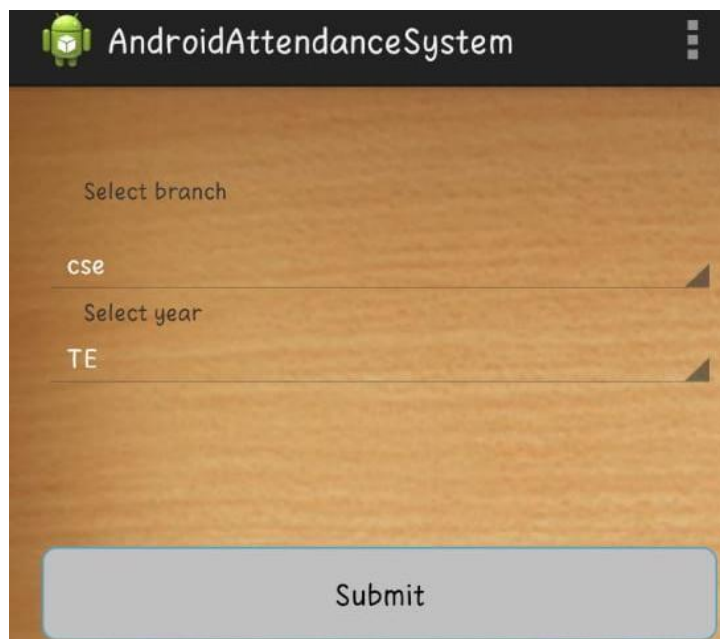 AndroidAttendanceSystem
Select branch
cse
Select year
TE
Submit